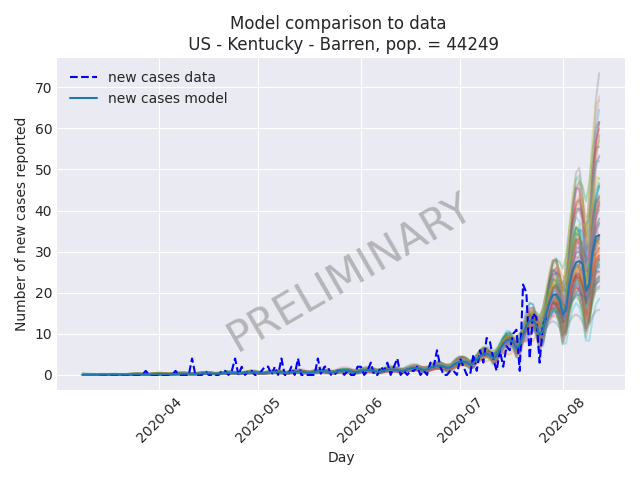 Model comparison to data
US - Kentucky - Barren, pop. = 44249
new cases data
new cases model
PRELIMINARY
Number of new cases reported
70
60
50
40
30
20
10
0
2020-04
2020-05
2020-06
2020-07
2020-08
Day